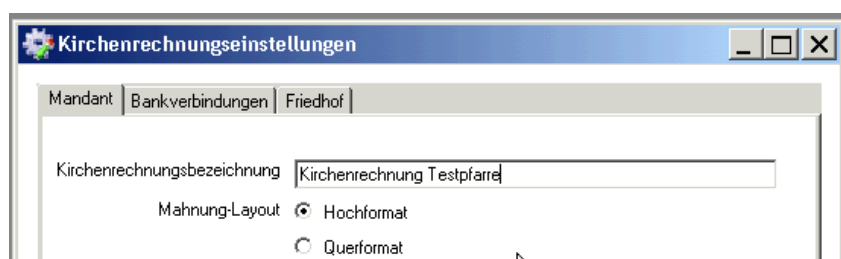 Kirchenrechnungseinstellungen
Mandant Bankverbindungen Friedhof
Kirchenrechnungsbezeichnung Kirchenrechnung Testpfarre
Mahnung-Layout Hochformat
Querformat